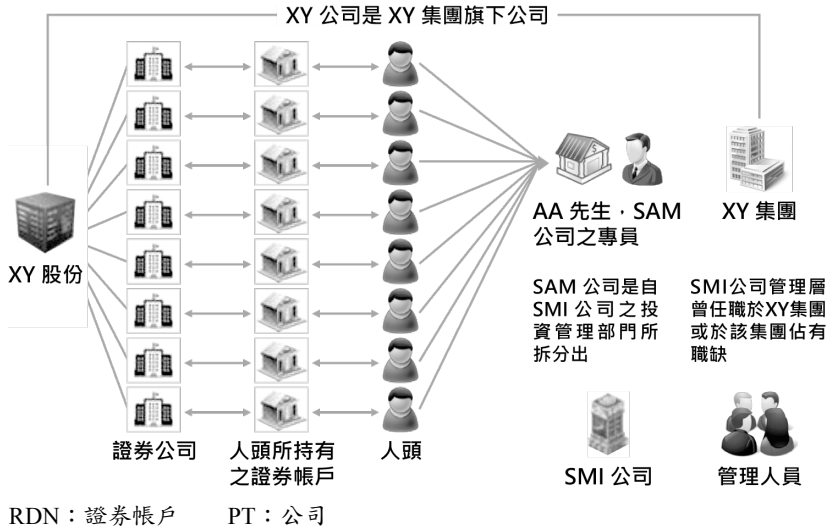 XY 公司是 XY 集團旗下公司
XY 股份
證券公司
人頭所持有
之證券帳戶
人頭
AA 先生，SAM
公司之專員
XY 集團
SAM 公司是自
SMI 公司之投
資管理部門所
拆分出
SMI公司管理層
曾任職於XY集團
或於該集團佔有
職缺
SMI 公司
管理人員
RDN：證券帳戶 PT：公司